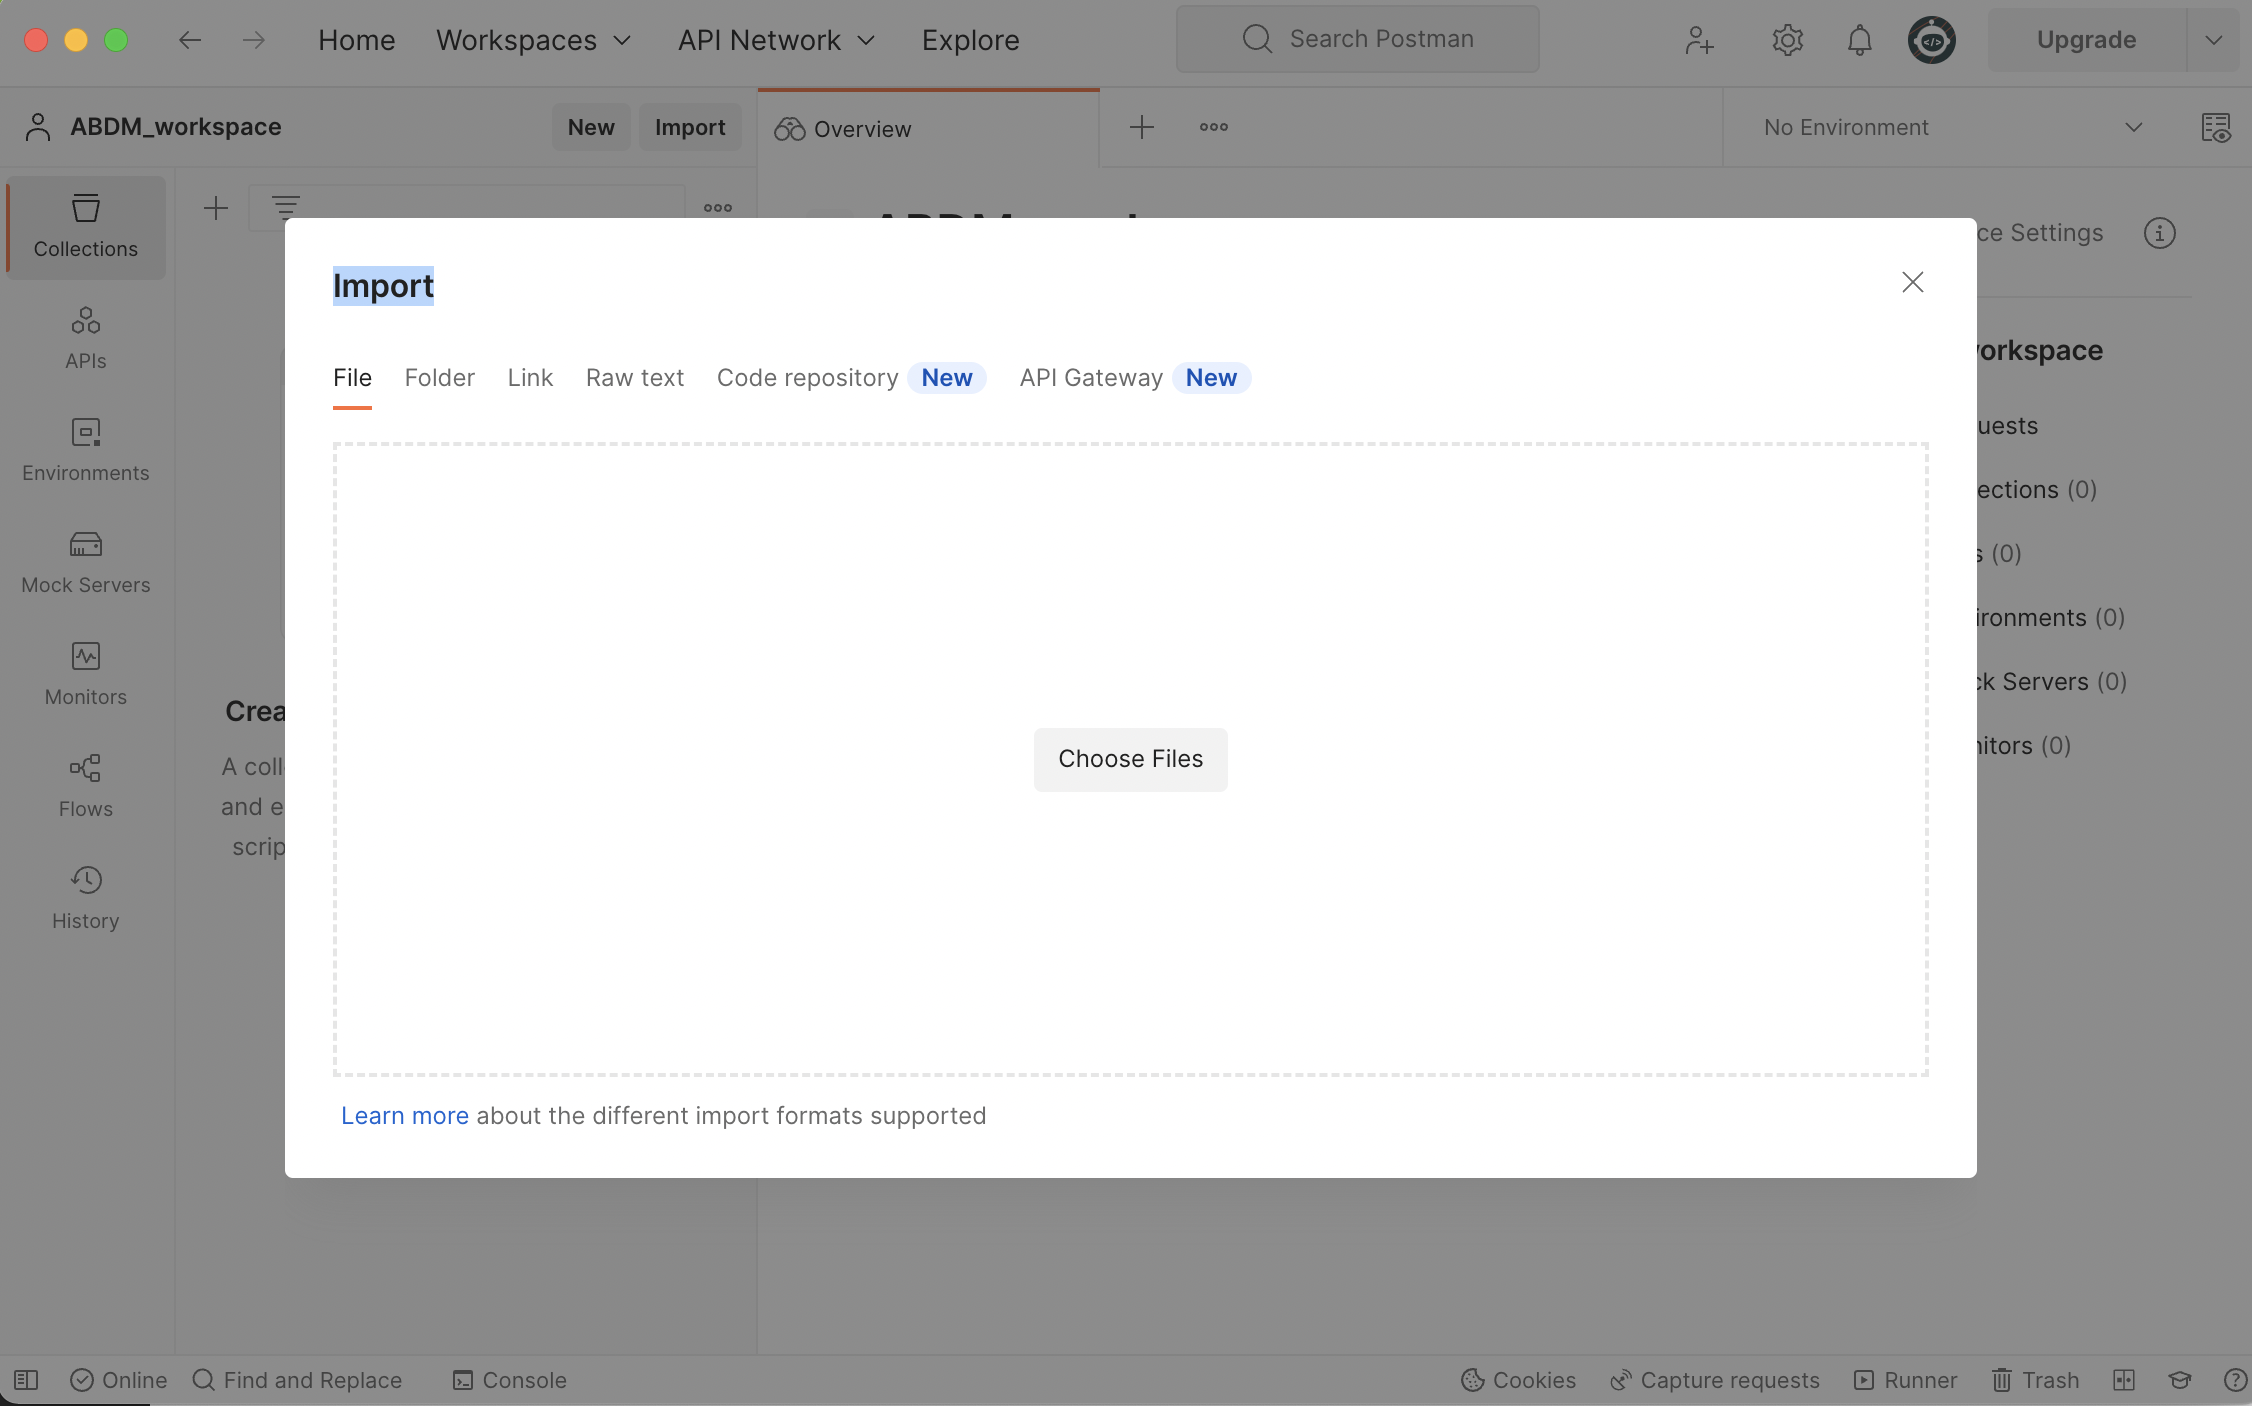 Home Workspaces API Network Explore Search Postman Upgrade
ABDM_workspace New Import Overview No Environment
Collections
APIs
Environments
Mock Servers
Monitors
Flows
History
Crea
A coll
and e
scrip
Import
File Folder Link Raw text Code repository New API Gateway New
Choose Files
Learn more about the different import formats supported
ce Settings
orkspace
uests
ections (0)
s (0)
ironments (0)
ck Servers (0)
nitors (0)
Online Find and Replace Console Cookies Capture requests Runner Trash